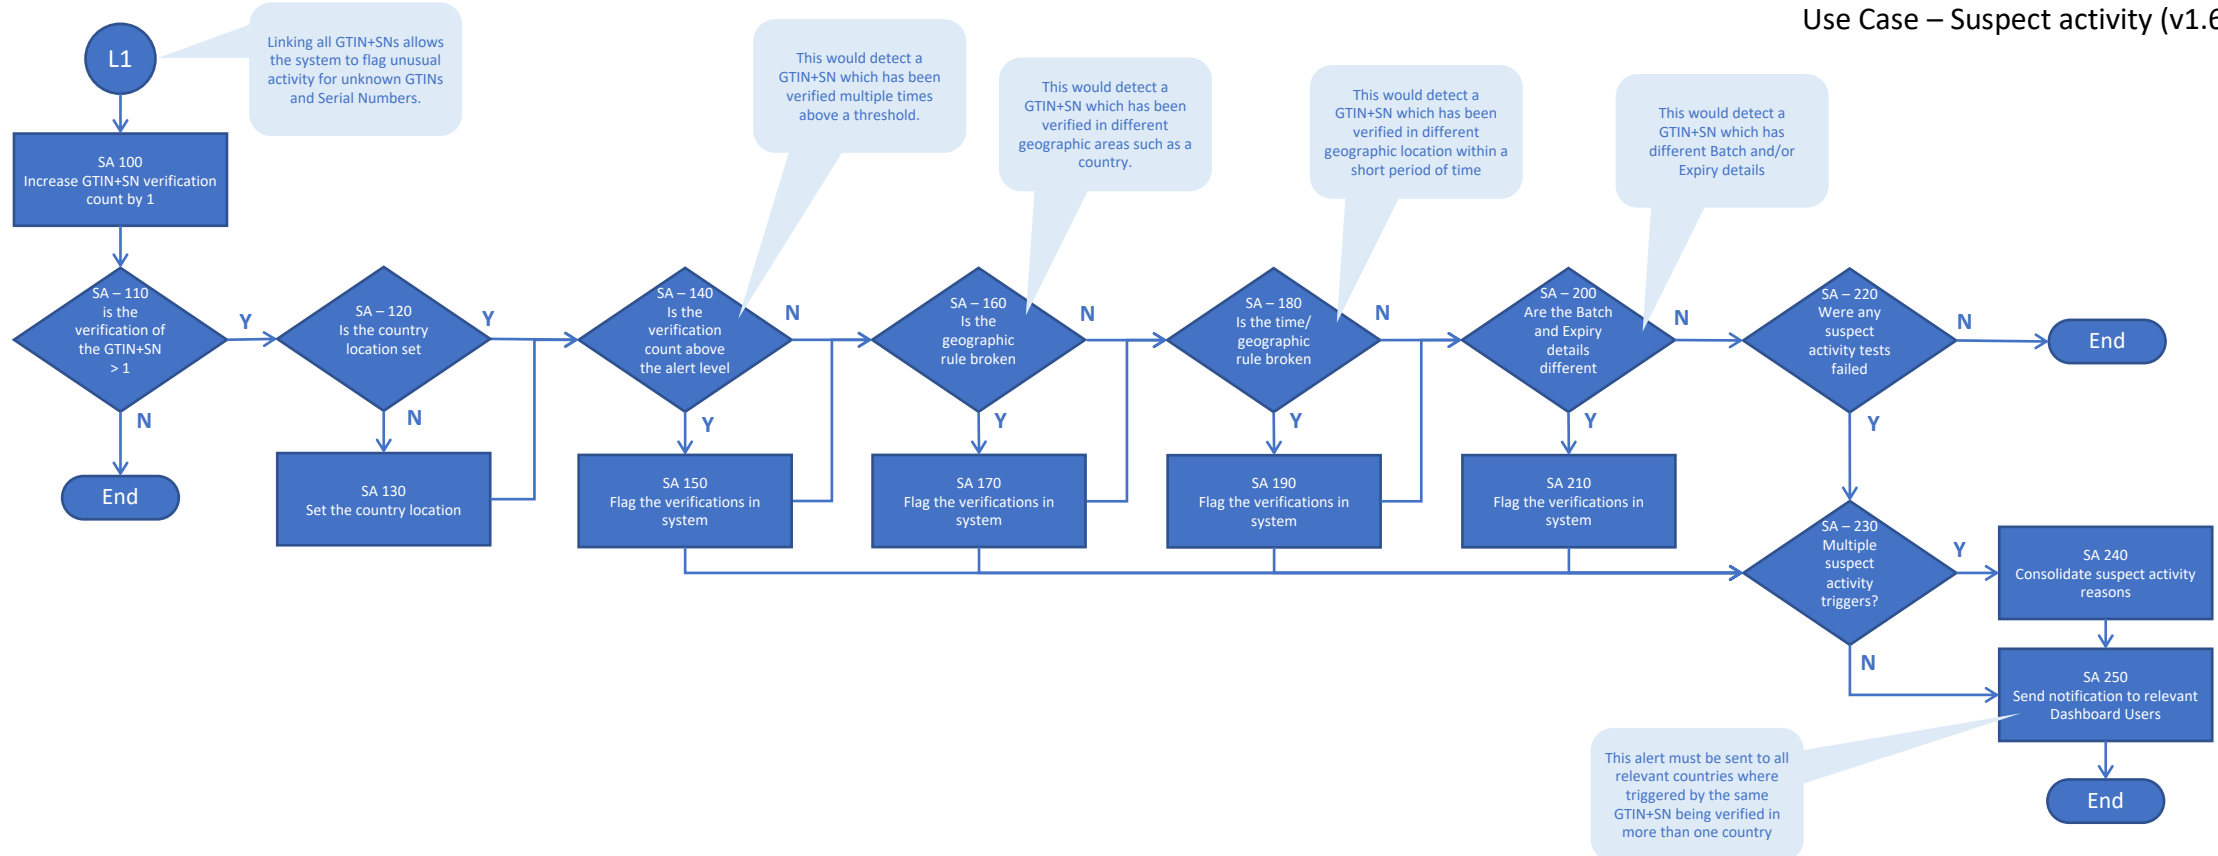 Use Case – Suspect activity (v1.6
L1
Linking all GTIN+SNs allows
the system to flag unusual
activity for unknown GTINs
and Serial Numbers.
This would detect a
GTIN+SN which has been
verified multiple times
above a threshold.
This would detect a
GTIN+SN which has been
verified in different
geographic areas such as a
country.
This would detect a
GTIN+SN which has been
verified in different
geographic location within a
short period of time
This would detect a
GTIN+SN which has
different Batch and/or
Expiry details
SA 100
Increase GTIN+SN verification
count by 1
SA – 110
is the
verification of
the GTIN+SN
> 1
Y
N
End
SA – 120
Is the country
location set
Y
N
SA 130
Set the country location
SA – 140
Is the
verification
count above
the alert level
N
Y
SA 150
Flag the verifications in
system
SA – 160
Is the
geographic
rule broken
N
Y
SA 170
Flag the verifications in
system
SA – 180
Is the time/
geographic
rule broken
N
Y
SA 190
Flag the verifications in
system
SA – 200
Are the Batch
and Expiry
details
different
N
Y
SA 210
Flag the verifications in
system
SA – 220
Were any
suspect
activity tests
failed
N
End
Y
SA – 230
Multiple
suspect
activity
triggers?
Y
N
SA 240
Consolidate suspect activity
reasons
SA 250
Send notification to relevant
Dashboard Users
This alert must be sent to all
relevant countries where
triggered by the same
GTIN+SN being verified in
more than one country
End